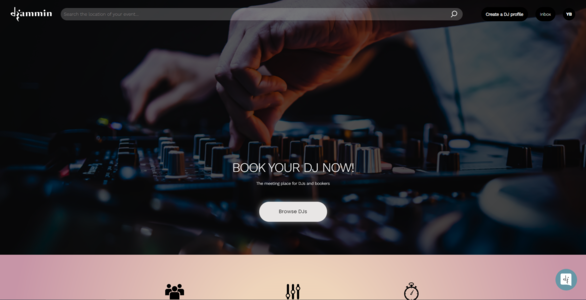 djammin
Search the location of your event...
Create a DJ profile
Inbox
YB
BOOK YOUR DJ NOW!
The meeting place for DJs and bookers
Browse DJs